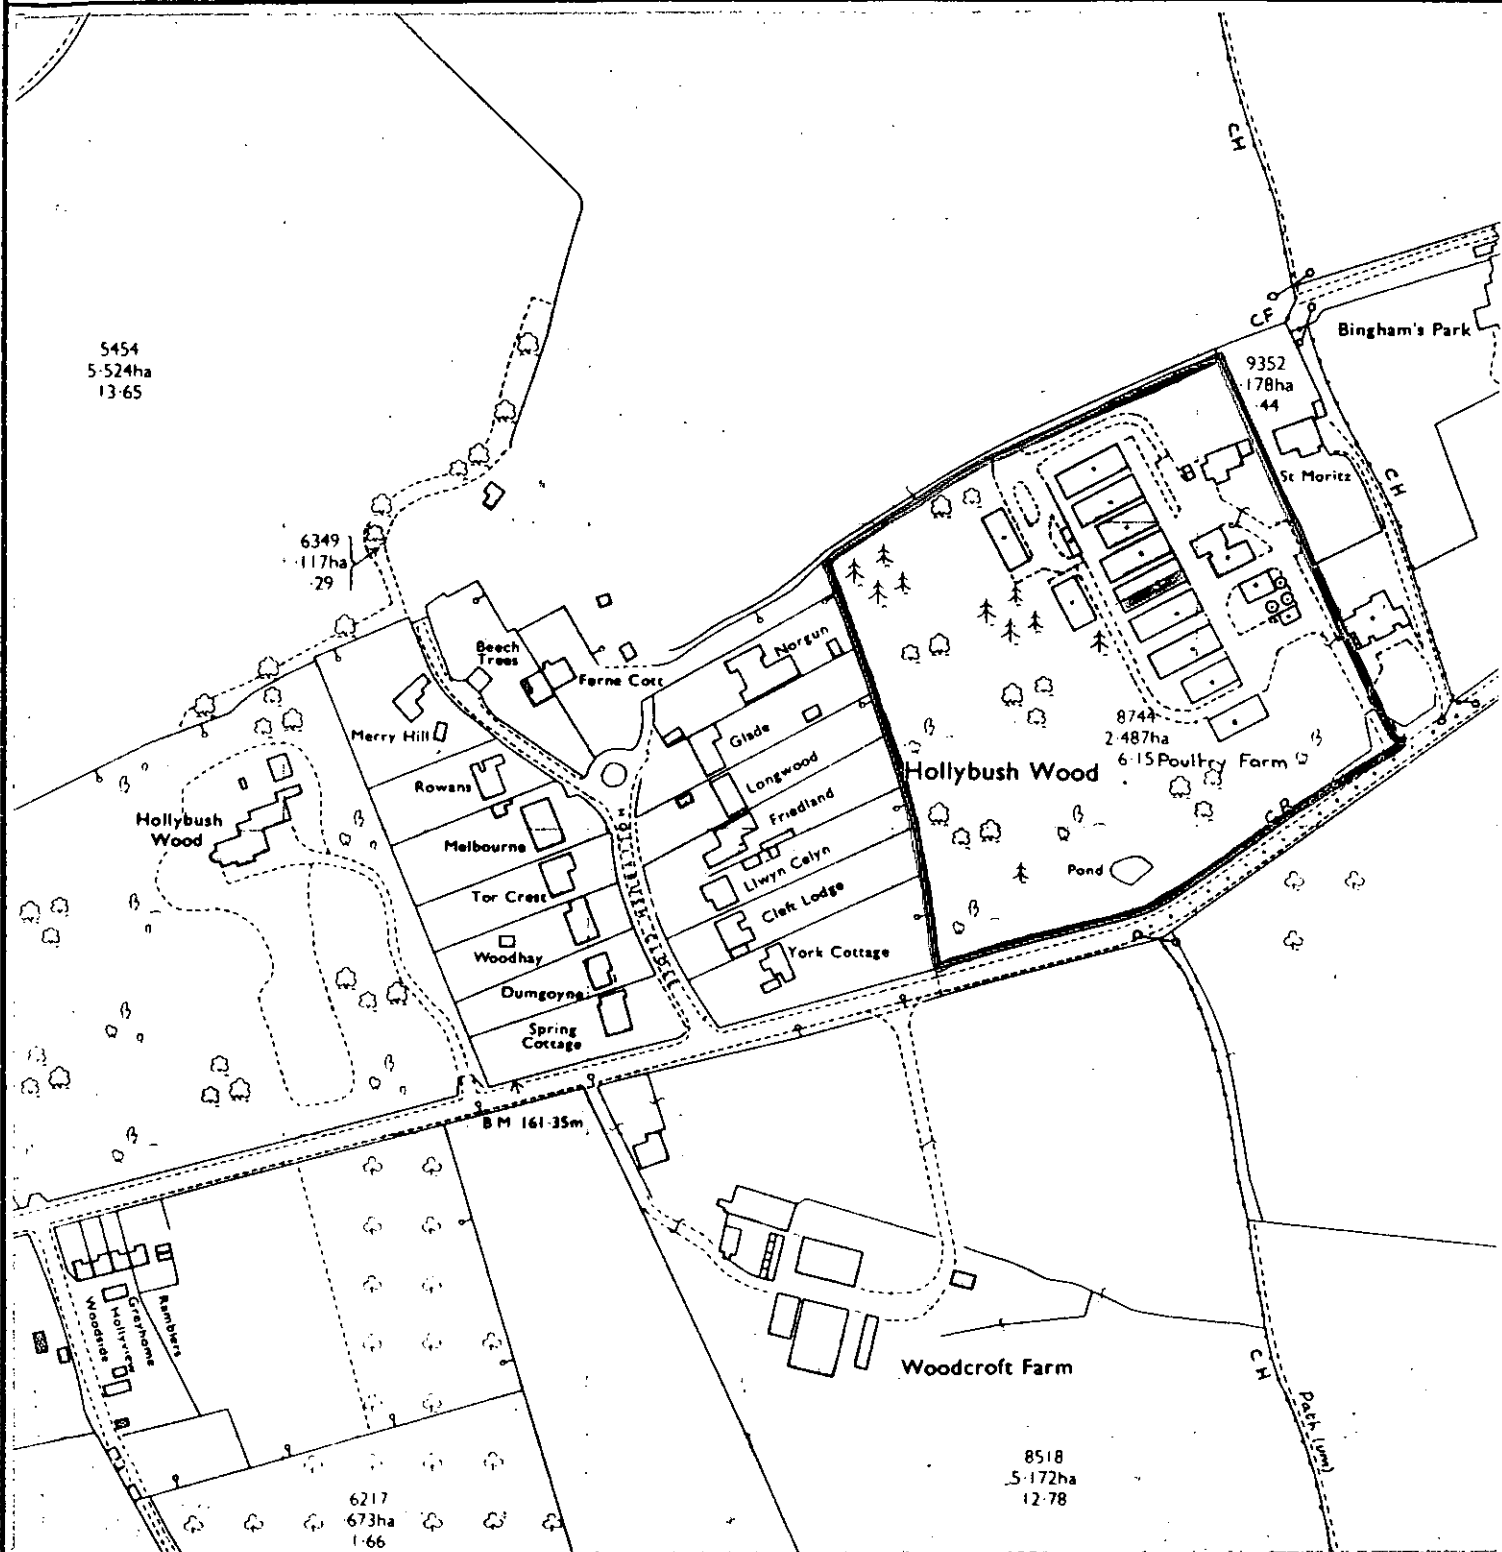 CH
CF
Bingham's Park
5454
5·524ha
13·65
9352
·178ha
·44
St Moritz
CH
6349
·117ha
·29
Beech
Trees
Ferne Cott
Norgun
Merry Hill
Glade
8744
2·487ha
6·15 Poultry Farm
Hollybush Wood
Rowans
Longwood
Hollybush
Wood
Friedland
Melbourne
CR
Llwyn Celyn
Pond
Tor Crest
Cleft Lodge
Woodhay
York Cottage
Dumgoyne
Spring
Cottage
BM 161·35m
Ramblers
Greyhome
Hollyview
Woodside
Woodcroft Farm
CH
Path (um)
8518
5·172ha
12·78
6217
·673ha
1·66